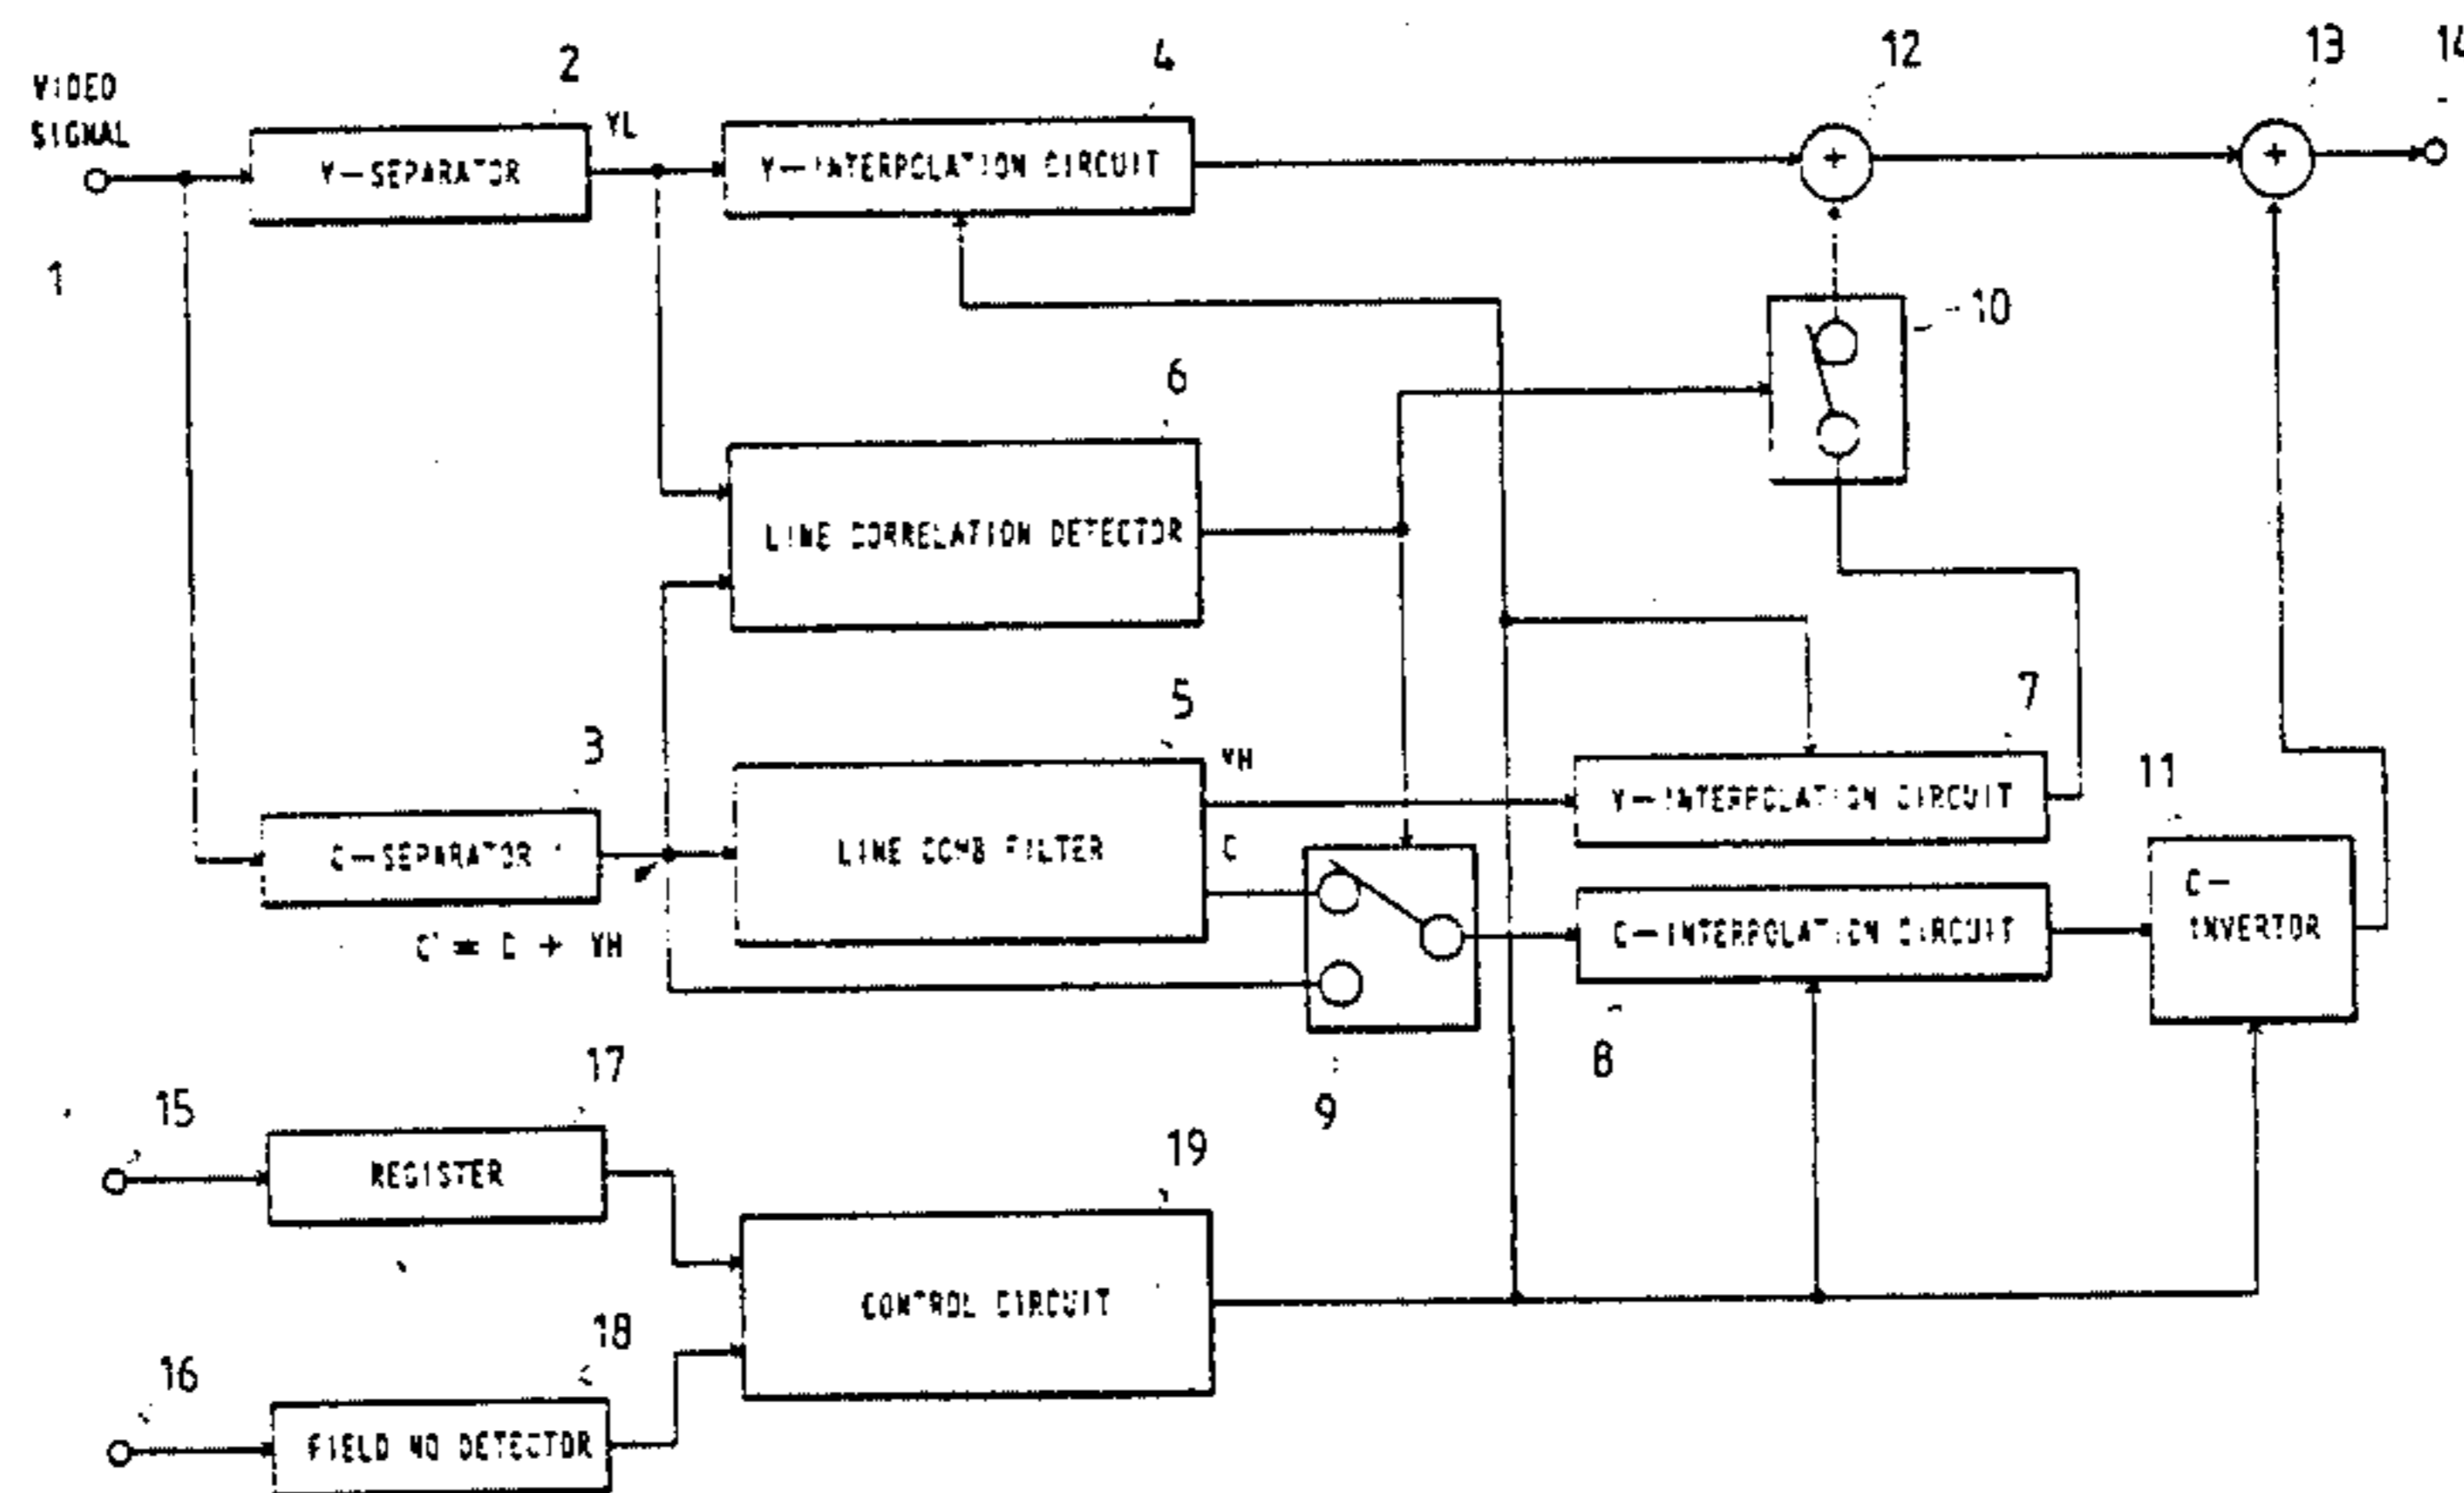 VIDEO
SIGNAL
1
2
Y-SEPARATOR
YL
4
Y-INTERPOLATION CIRCUIT
12
+
13
+
14
10
6
LINE CORRELATION DETECTOR
3
C-SEPARATOR
C' = C + YH
5
LINE COMB FILTER
YH
C
7
Y-INTERPOLATION CIRCUIT
11
C-
INVERTOR
C-INTERPOLATION CIRCUIT
8
9
15
17
REGISTER
19
CONTROL CIRCUIT
16
18
FIELD NO DETECTOR